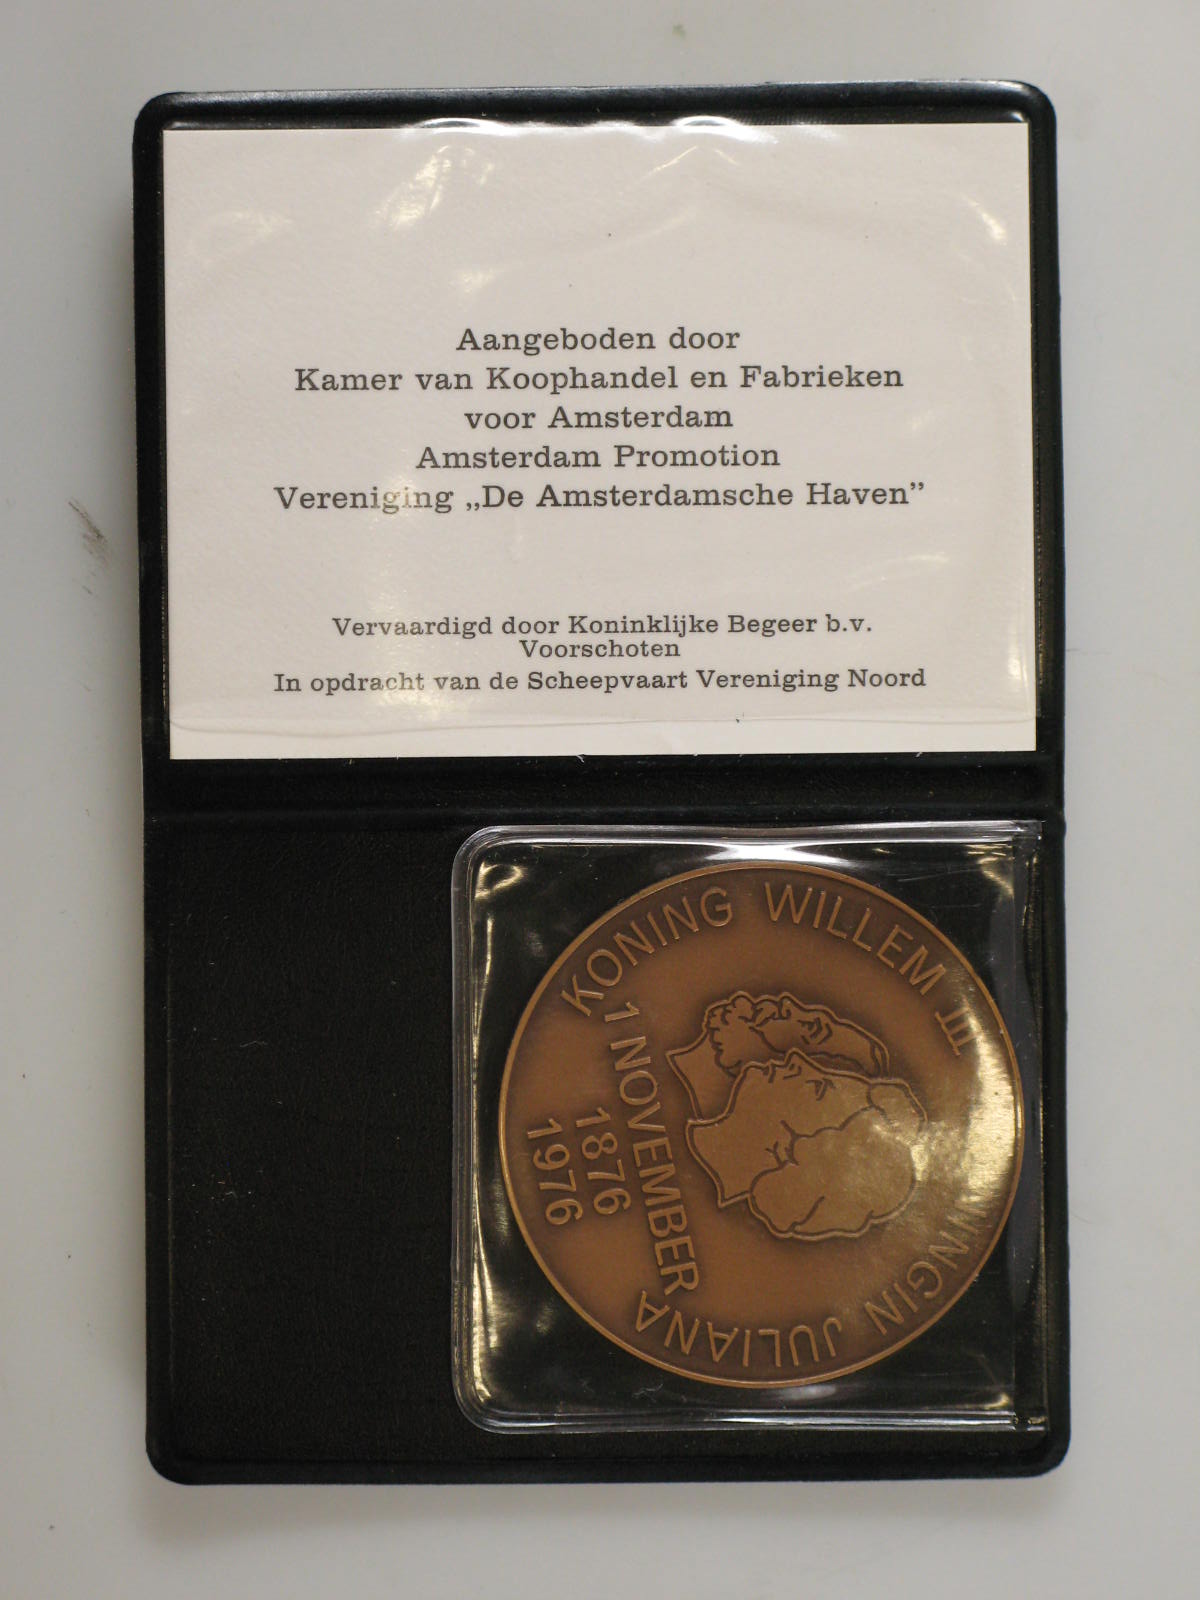 Aangeboden door
Kamer van Koophandel en Fabrieken
voor Amsterdam
Amsterdam Promotion
Vereniging „De Amsterdamsche Haven”
Vervaardigd door Koninklijke Begeer b.v.
Voorschoten
In opdracht van de Scheepvaart Vereniging Noord
KONING WILLEM III
JULIANA
1 NOVEMBER
1876
1976